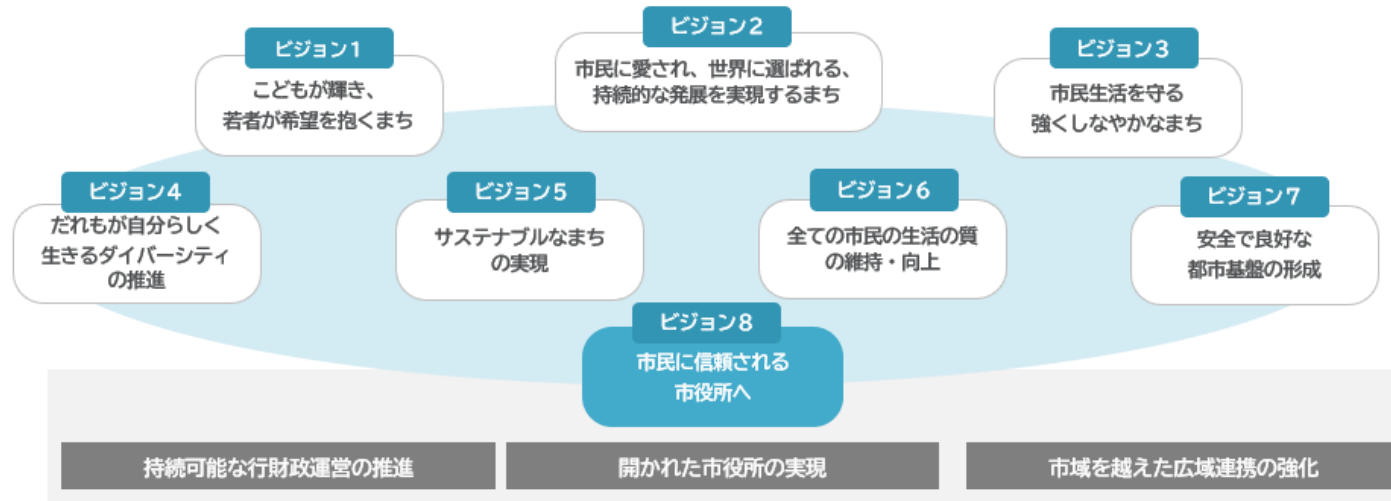 ビジョン1
こどもが輝き、
若者が希望を抱くまち
ビジョン2
市民に愛され、世界に選ばれる、
持続的な発展を実現するまち
ビジョン3
市民生活を守る
強くしなやかなまち
ビジョン4
だれもが自分らしく
生きるダイバーシティ
の推進
ビジョン5
サステナブルなまち
の実現
ビジョン6
全ての市民の生活の質
の維持・向上
ビジョン7
安全で良好な
都市基盤の形成
ビジョン8
市民に信頼される
市役所へ
持続可能な行財政運営の推進
開かれた市役所の実現
市域を越えた広域連携の強化